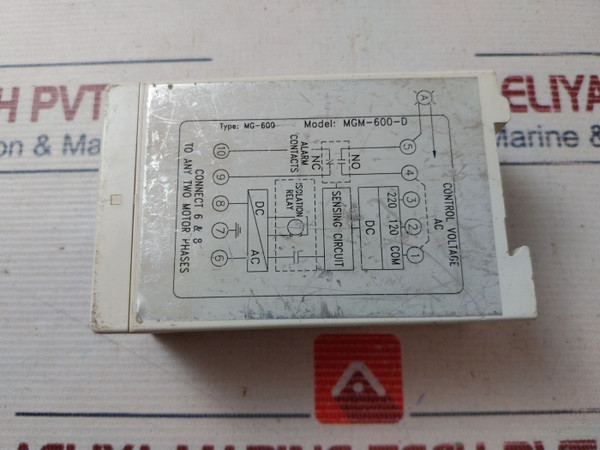 H PVT
ELIYA
on & Ma
Marine &
Type: MG-600 Model: MGM-600-D
A
10
9
8
7
6
5
4
3
2
1
ALARM
CONTACTS
NC
NO
ISOLATION
RELAY
DC
AC
SENSING CIRCUIT
DC
220 120 COM
CONTROL VOLTAGE
AC
CONNECT 6 & 8
TO ANY TWO MOTOR PHASES